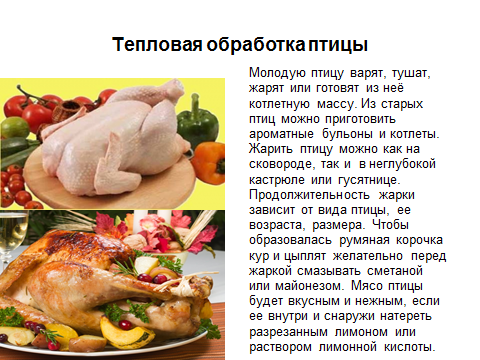 Тепловая обработка птицы
Молодую птицу варят, тушат,
жарят или готовят из неё
котлетную массу. Из старых
птиц можно приготовить
ароматные бульоны и котлеты.
Жарить птицу можно как на
сковороде, так и в неглубокой
кастрюле или гусятнице.
Продолжительность жарки
зависит от вида птицы, ее
возраста, размера. Чтобы
образовалась румяная корочка
кур и цыплят желательно перед
жаркой смазывать сметаной
или майонезом. Мясо птицы
будет вкусным и нежным, если
ее внутри и снаружи натереть
разрезанным лимоном или
раствором лимонной кислоты.